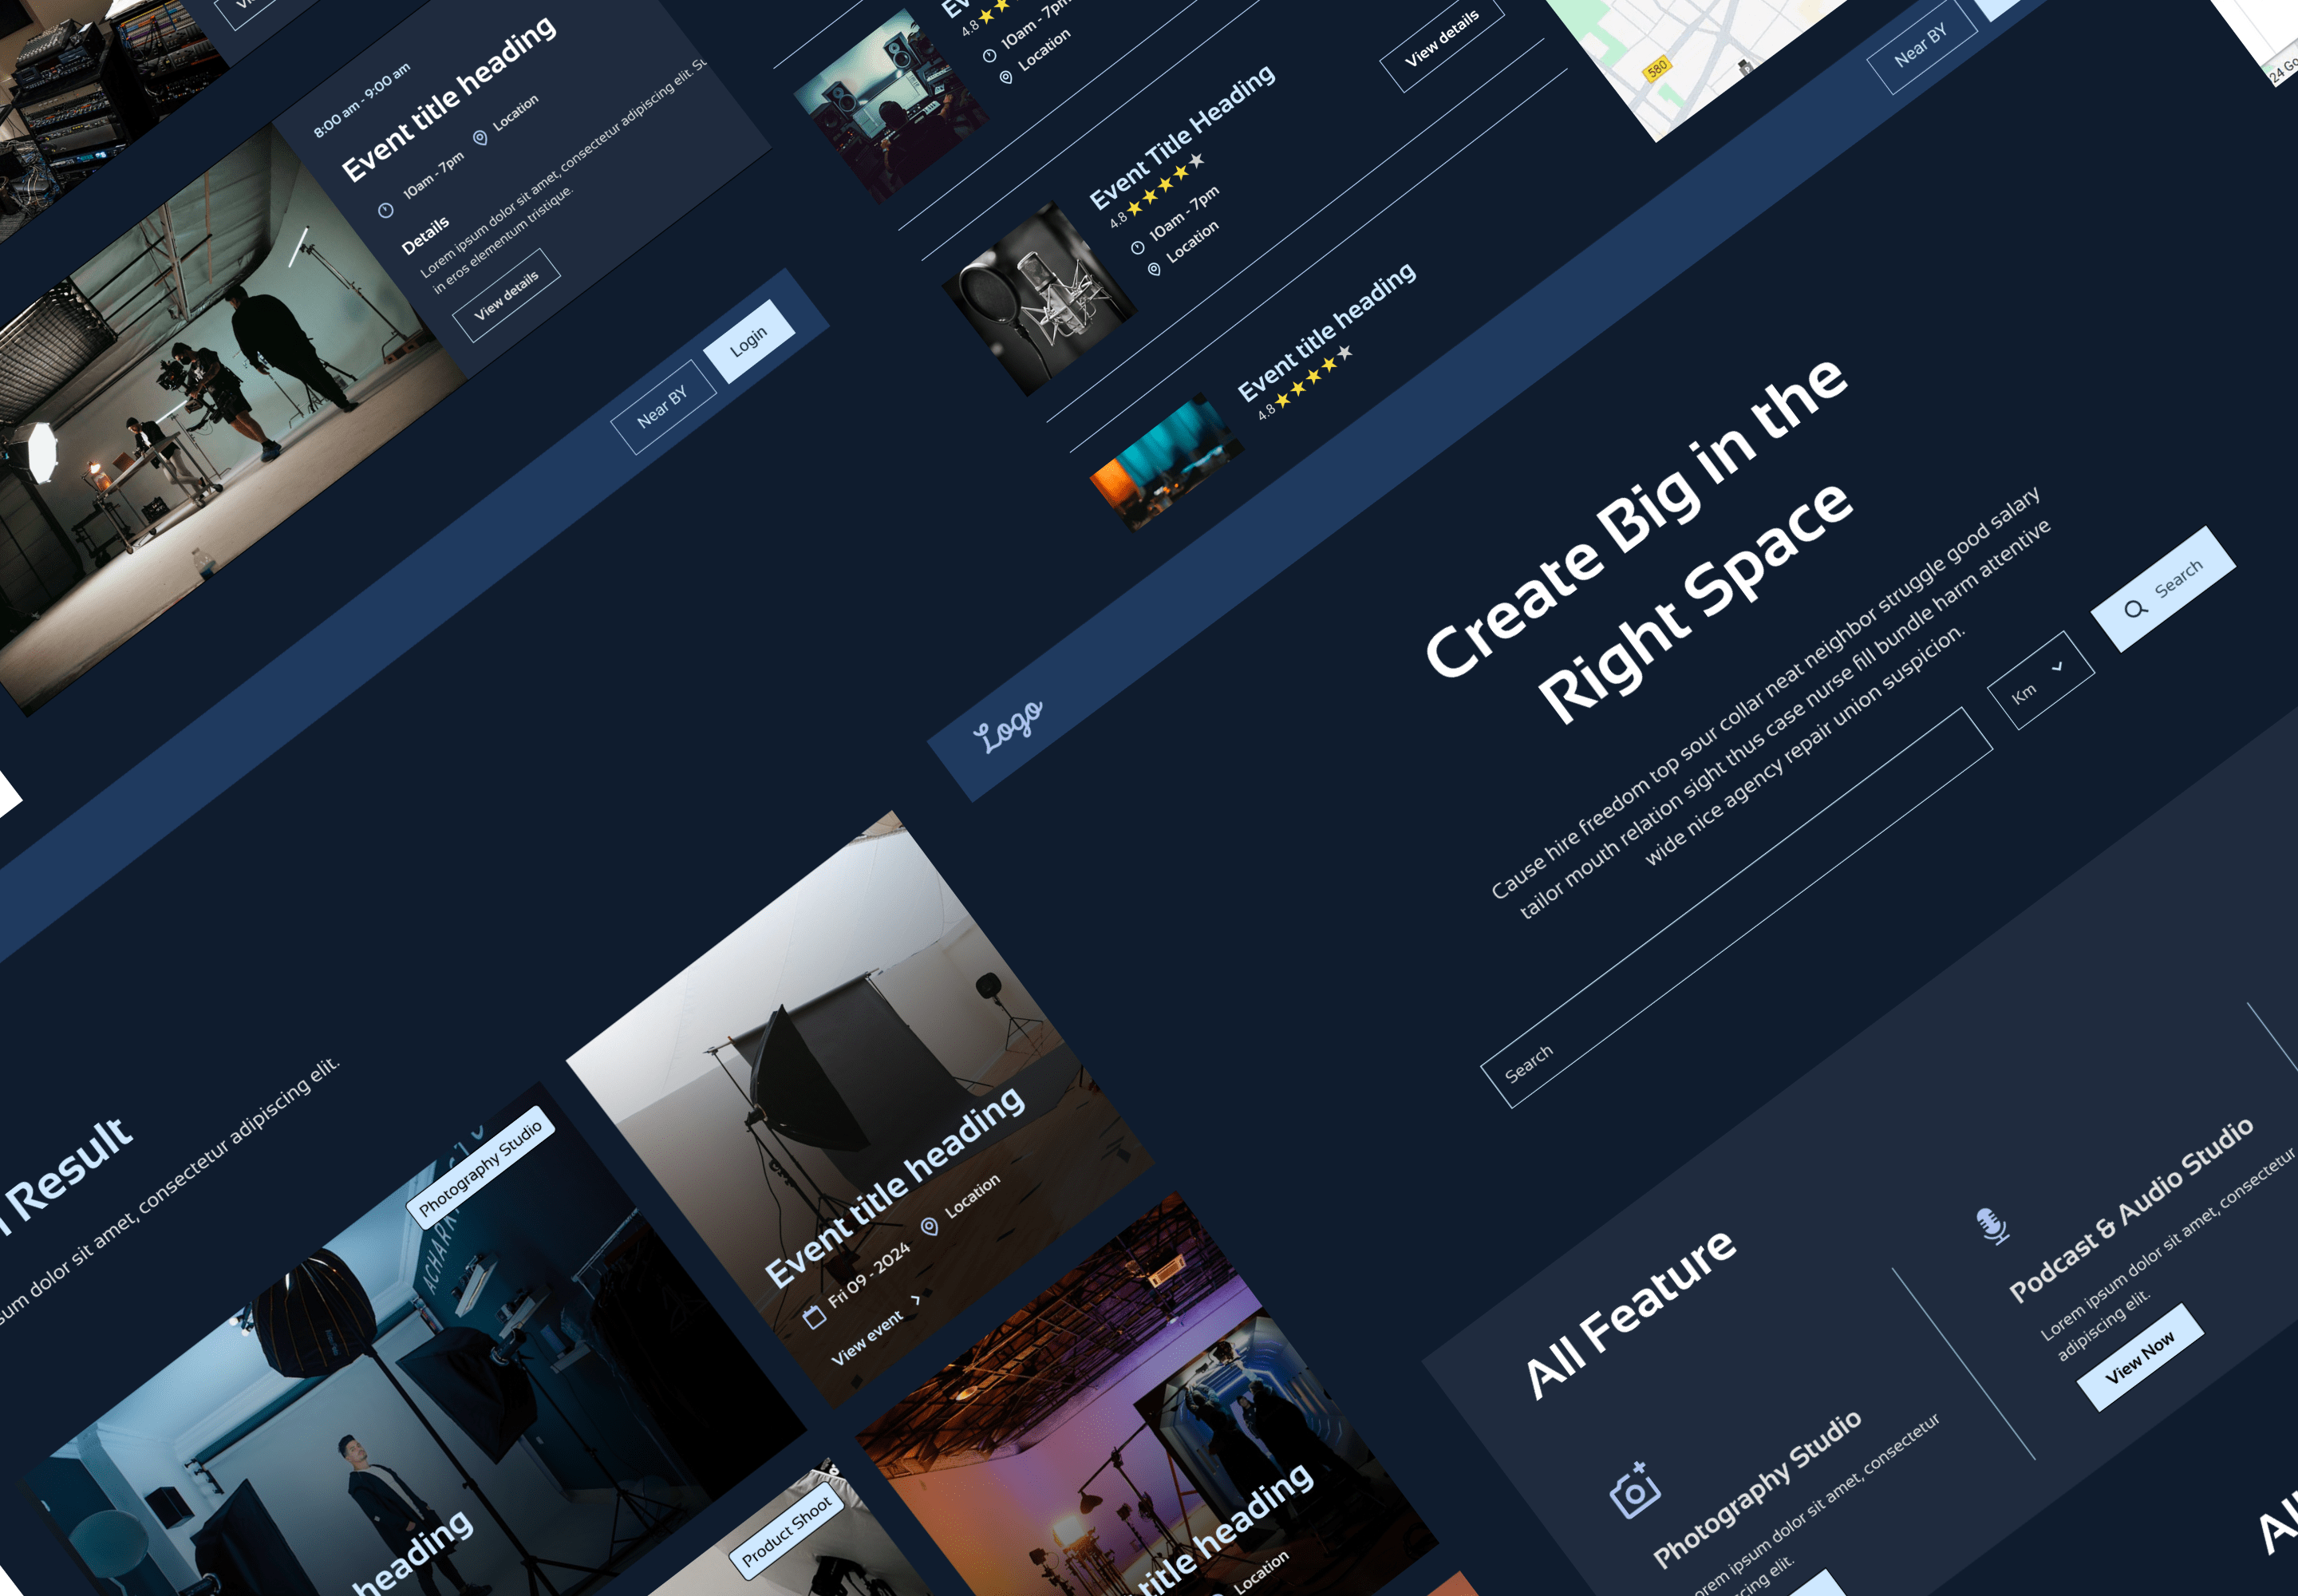 8:00 am - 9:00 am
Event title heading
10am - 7pm
Location
Details
Lorem ipsum dolor sit amet, consectetur adipiscing elit.
in eros elementum tristique.
View details
Near BY
Login
4.8
10am - 7pm
Location
View details
Event Title Heading
4.8
10am - 7pm
Location
Event title heading
4.8
580
Near BY
Logo
Create Big in the
Right Space
Cause hire freedom top sour collar neat neighbor struggle good salary
tailor mouth relation sight thus case nurse fill bundle harm attentive
wide nice agency repair union suspicion.
Search
Km
Search
Result
dolor sit amet, consectetur adipiscing elit.
Photography Studio
heading
Event title heading
Fri 09 - 2024
Location
View event
Product Shoot
title heading
Location
All Feature
Photography Studio
ipsum dolor sit amet, consectetur
elit.
Podcast & Audio Studio
Lorem ipsum dolor sit amet, consectetur
adipiscing elit.
View Now